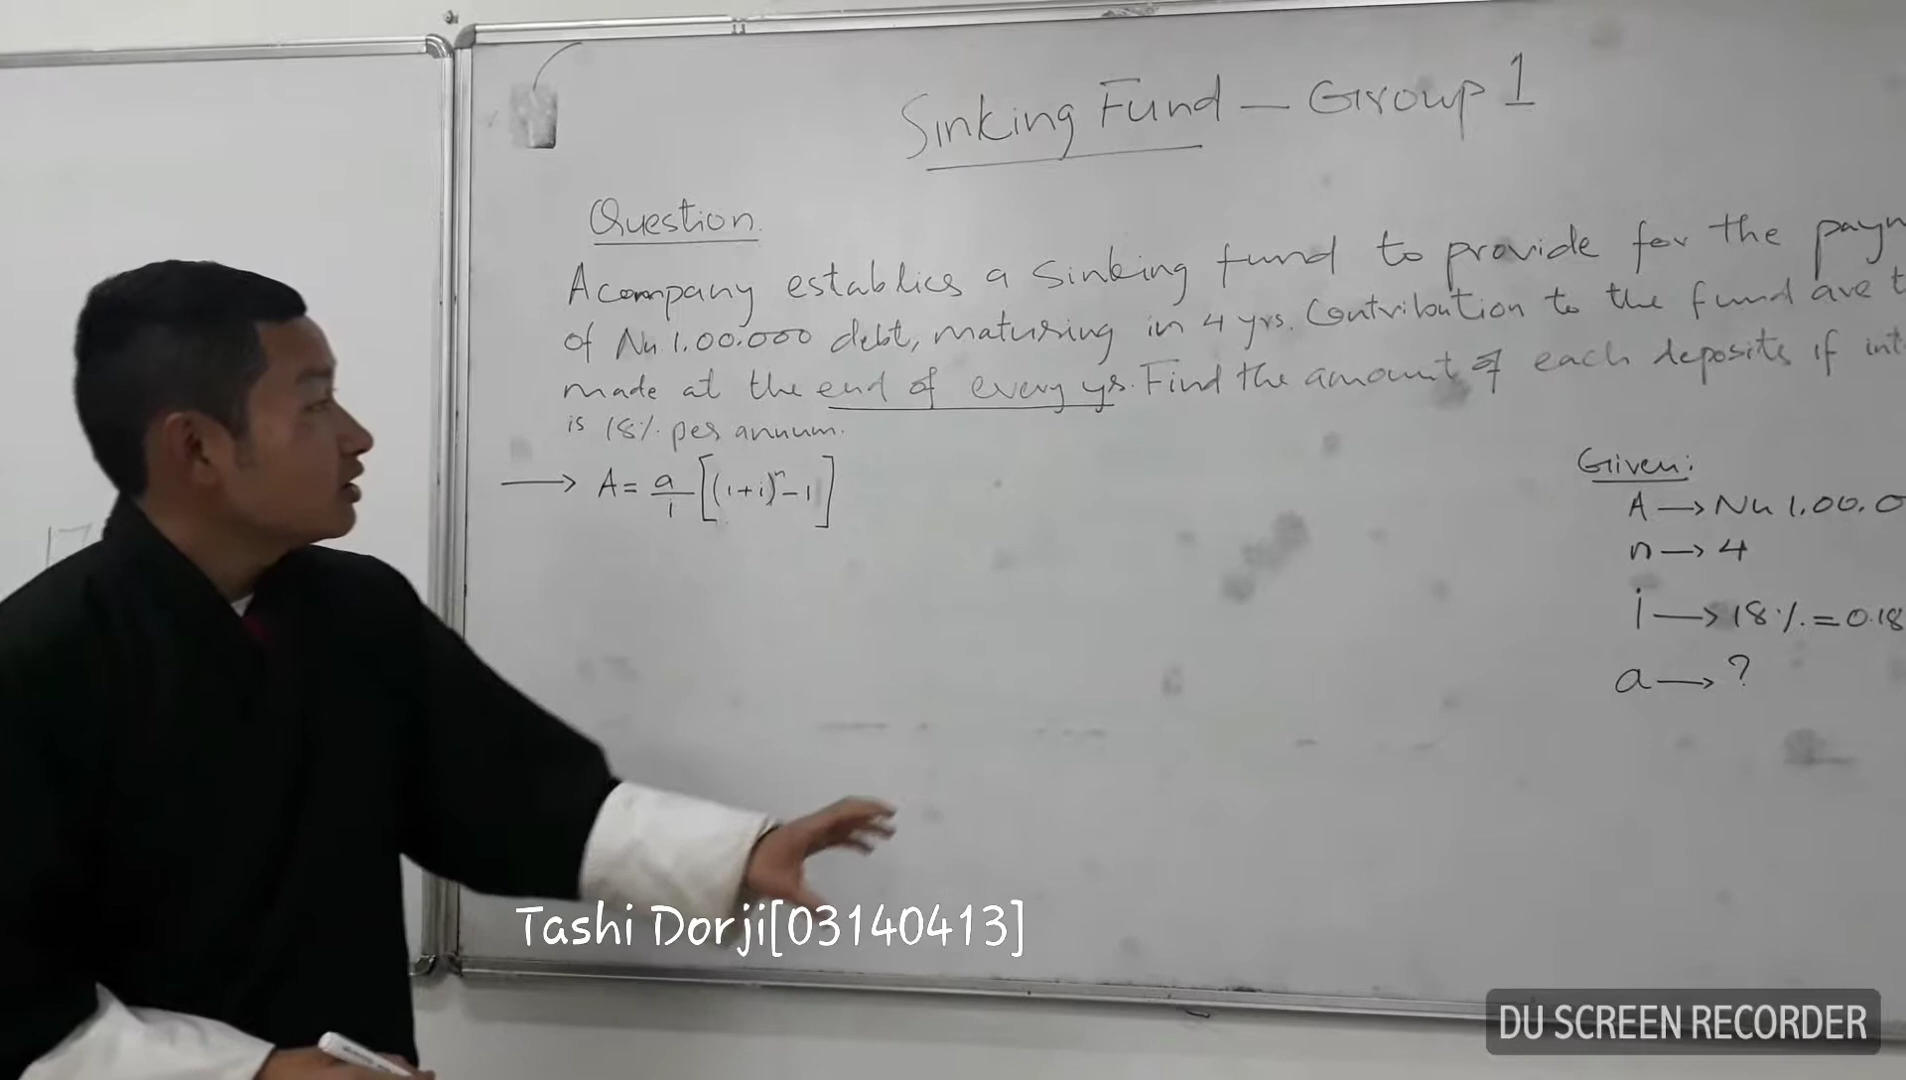 Sinking Fund — Group 1
Question.
A company establics a sinking fund to provide for the payn
of Nu 1,00,000 debt, maturing in 4 yrs. Contribution to the fund are t
made at the end of every yrs. Find the amount of each deposits if int
is 18% per annum.
→ A = a/i [(1+i)^n - 1]
Given:
A → Nu 1,00,0
n → 4
i → 18% = 0.18
a → ?
Tashi Dorji[03140413]
DU SCREEN RECORDER